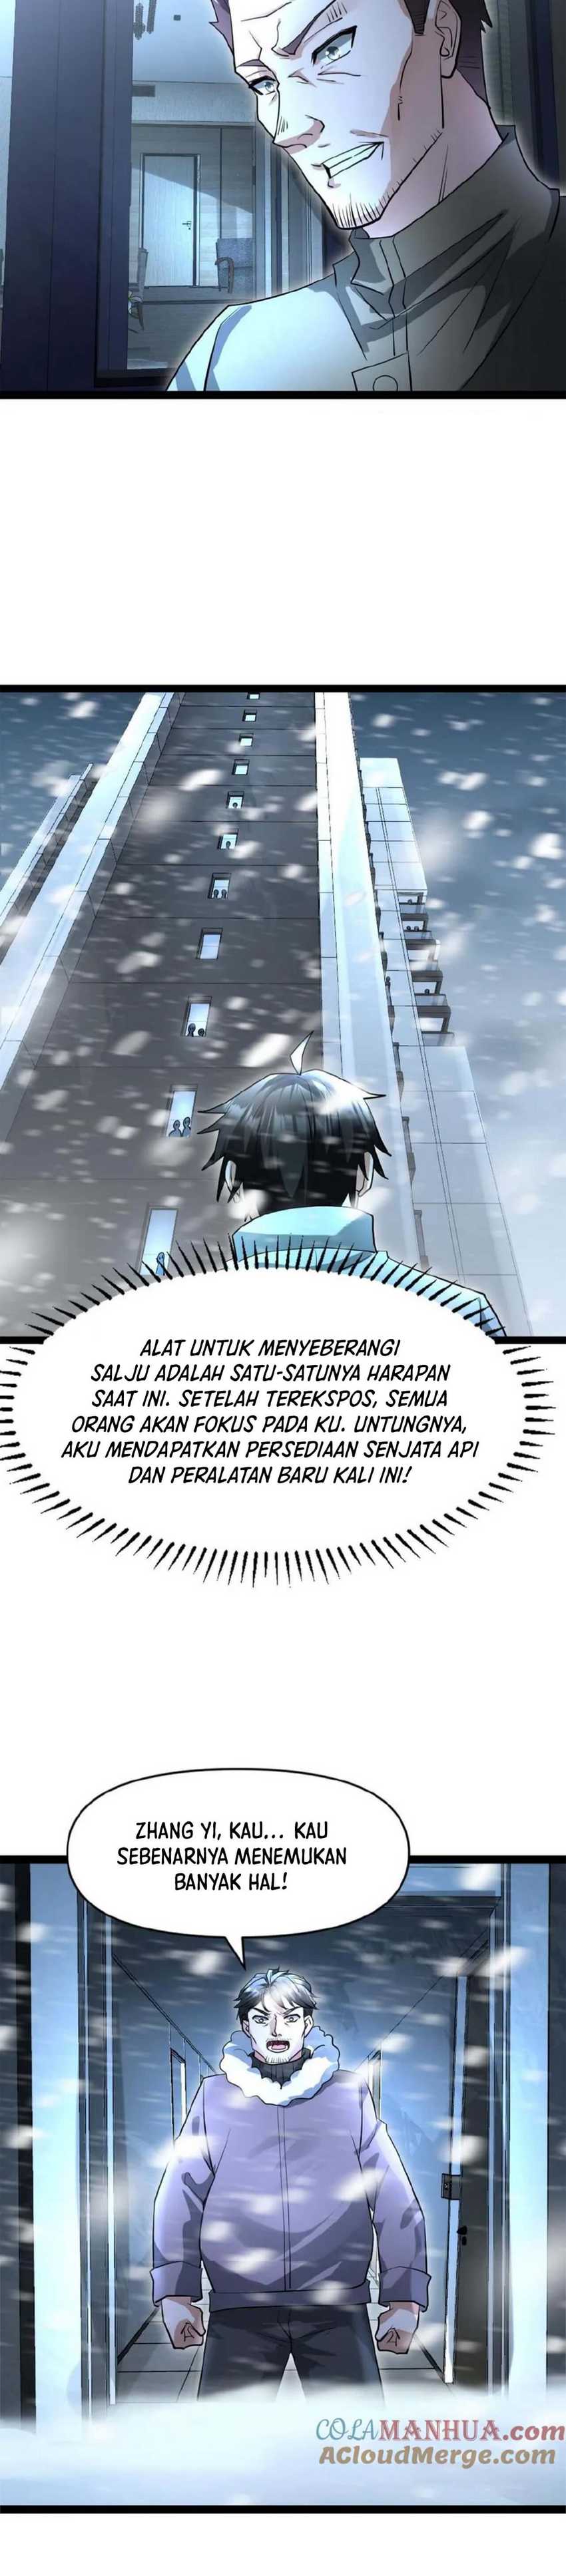 ALAT UNTUK MENYEBERANGI
SALJU ADALAH SATU-SATUNYA HARAPAN
SAAT INI. SETELAH TEREKSPOS, SEMUA
ORANG AKAN FOKUS PADA KU. UNTUNGNYA,
AKU MENDAPATKAN PERSEDIAAN SENJATA API
DAN PERALATAN BARU KALI INI!
ZHANG YI, KAU... KAU
SEBENARNYA MENEMUKAN
BANYAK HAL!
COLAMANHUA.com
ACloudMerge.com